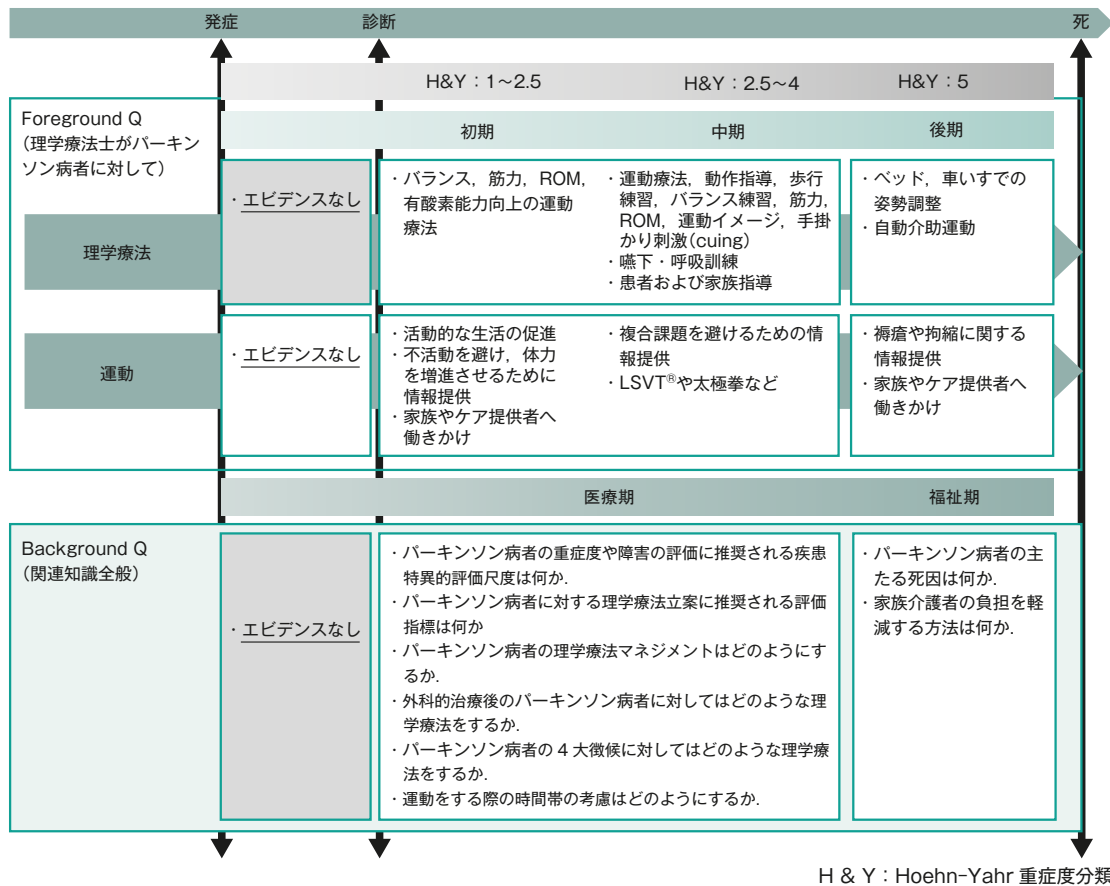 発症
診断
死
H&Y：1～2.5
H&Y：2.5～4
H&Y：5
Foreground Q
（理学療法士がパーキン
ソン病者に対して）
初期
中期
後期
理学療法
・エビデンスなし
・バランス，筋力，ROM，
有酸素能力向上の運動
療法
・運動療法，動作指導，歩行
練習，バランス練習，筋力，
ROM，運動イメージ，手掛
かり刺激(cuing)
・嚥下・呼吸訓練
・患者および家族指導
・ベッド，車いすでの
姿勢調整
・自動介助運動
運動
・エビデンスなし
・活動的な生活の促進
・不活動を避け，体力
を増進させるために
情報提供
・家族やケア提供者へ
働きかけ
・複合課題を避けるための情
報提供
・LSVT®や太極拳など
・褥瘡や拘縮に関する
情報提供
・家族やケア提供者へ
働きかけ
医療期
福祉期
Background Q
（関連知識全般）
・エビデンスなし
・パーキンソン病者の重症度や障害の評価に推奨される疾患
特異的評価尺度は何か.
・パーキンソン病者に対する理学療法立案に推奨される評価
指標は何か
・パーキンソン病者の理学療法マネジメントはどのようにす
るか.
・外科的治療後のパーキンソン病者に対してはどのような理
学療法をするか.
・パーキンソン病者の 4 大徴候に対してはどのような理学療
法をするか.
・運動をする際の時間帯の考慮はどのようにするか.
・パーキンソン病者の主
たる死因は何か.
・家族介護者の負担を軽
減する方法は何か.
H & Y：Hoehn-Yahr 重症度分類